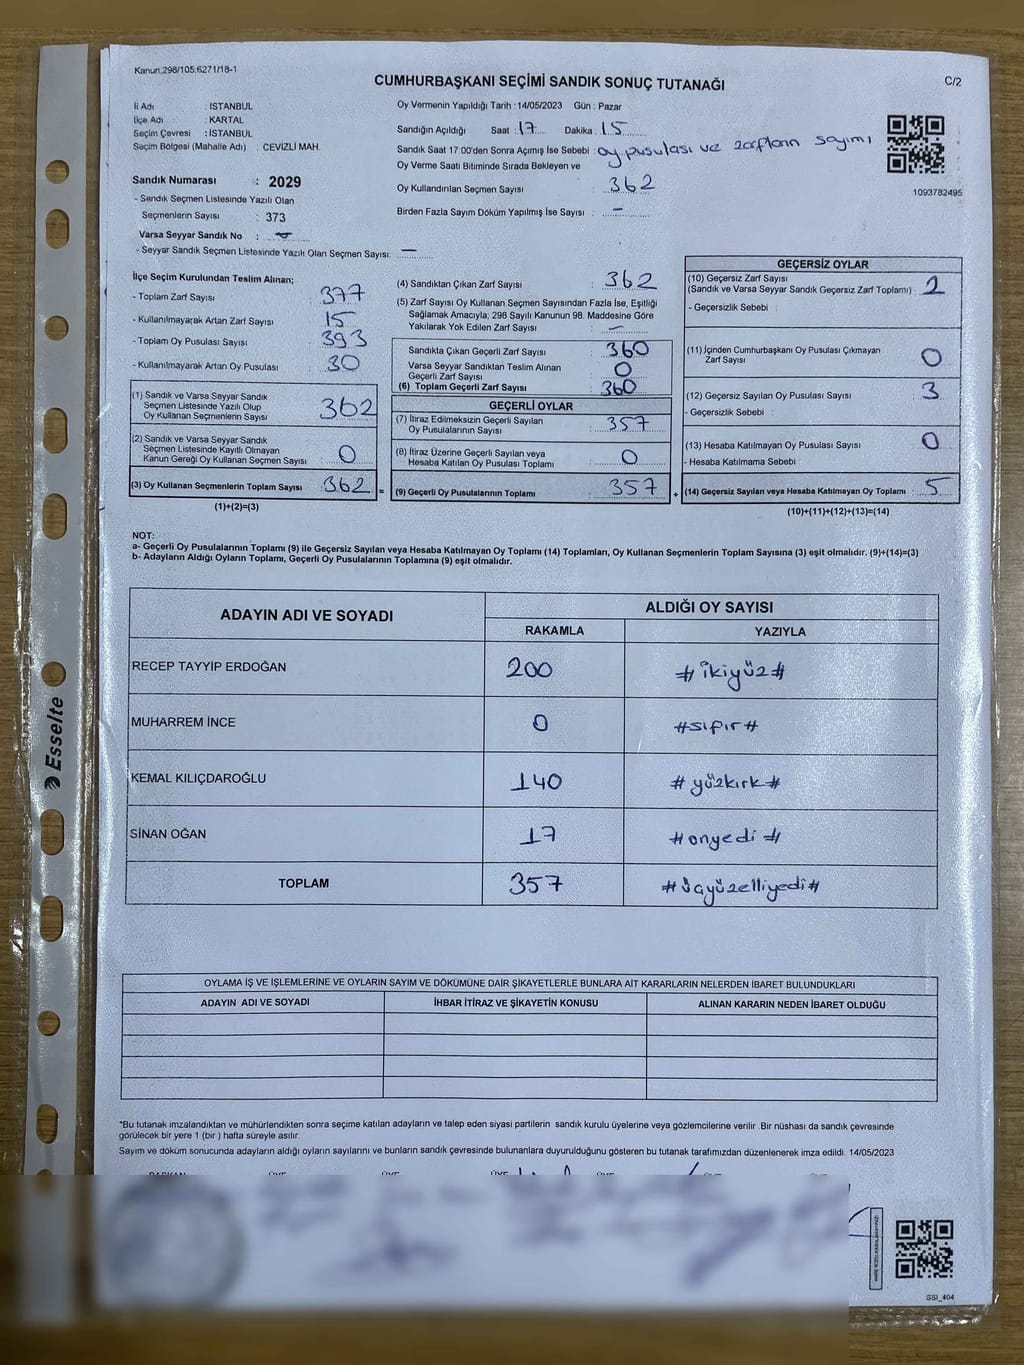 Kanun:298/105;6271/18-1
CUMHURBAŞKANI SEÇİMİ SANDIK SONUÇ TUTANAĞI
C/2
İl Adı : İSTANBUL
İlçe Adı : KARTAL
Seçim Çevresi : İSTANBUL
Seçim Bölgesi (Mahalle Adı) : CEVİZLİ MAH.
Oy Vermenin Yapıldığı Tarih : 14/05/2023 Gün : Pazar
Sandığın Açıldığı Saat : 17 Dakika : 15
Sandık Saat 17:00'den Sonra Açımış İse Sebebi : oy pusulası ve zarfların sayımı
Oy Verme Saati Bitiminde Sırada Bekleyen ve
Oy Kullandırılan Seçmen Sayısı : 362
Birden Fazla Sayım Döküm Yapılmış İse Sayısı : -
1093782495
Sandık Numarası : 2029
- Sandık Seçmen Listesinde Yazılı Olan
Seçmenlerin Sayısı : 373
Varsa Seyyar Sandık No : -
- Seyyar Sandık Seçmen Listesinde Yazılı Olan Seçmen Sayısı: -
İlçe Seçim Kurulundan Teslim Alınan;
- Toplam Zarf Sayısı : 377
- Kullanılmayarak Artan Zarf Sayısı : 15
- Toplam Oy Pusulası Sayısı : 393
- Kullanılmayarak Artan Oy Pusulası : 30
(1) Sandık ve Varsa Seyyar Sandık
Seçmen Listesinde Yazılı Olup
Oy Kullanan Seçmenlerin Sayısı : 362
(2) Sandık ve Varsa Seyyar Sandık
Seçmen Listesinde Kayıtlı Olmayan
Kanun Gereği Oy Kullanan Seçmen Sayısı : 0
(3) Oy Kullanan Seçmenlerin Toplam Sayısı : 362 =
(1)+(2)=(3)
(4) Sandıktan Çıkan Zarf Sayısı : 362
(5) Zarf Sayısı Oy Kullanan Seçmen Sayısından Fazla İse, Eşitliği
Sağlamak Amacıyla, 298 Sayılı Kanunun 98. Maddesine Göre
Yakılarak Yok Edilen Zarf Sayısı : -
Sandıkta Çıkan Geçerli Zarf Sayısı : 360
Varsa Seyyar Sandıktan Teslim Alınan
Geçerli Zarf Sayısı : 0
(6) Toplam Geçerli Zarf Sayısı : 360
GEÇERLİ OYLAR
(7) İtiraz Edilmeksizin Geçerli Sayılan
Oy Pusulalarının Sayısı : 357
(8) İtiraz Üzerine Geçerli Sayılan veya
Hesaba Katılan Oy Pusulası Toplamı : 0
(9) Geçerli Oy Pusulalarının Toplamı : 357 +
GEÇERSİZ OYLAR
(10) Geçersiz Zarf Sayısı
(Sandık ve Varsa Seyyar Sandık Geçersiz Zarf Toplamı) : 2
- Geçersizlik Sebebi :
(11) İçinden Cumhurbaşkanı Oy Pusulası Çıkmayan
Zarf Sayısı : 0
(12) Geçersiz Sayılan Oy Pusulası Sayısı : 3
- Geçersizlik Sebebi :
(13) Hesaba Katılmayan Oy Pusulası Sayısı : 0
- Hesaba Katılmama Sebebi :
(14) Geçersiz Sayılan veya Hesaba Katılmayan Oy Toplamı : 5
(10)+(11)+(12)+(13)=(14)
NOT:
a- Geçerli Oy Pusulalarının Toplamı (9) ile Geçersiz Sayılan veya Hesaba Katılmayan Oy Toplamı (14) Toplamları, Oy Kullanan Seçmenlerin Toplam Sayısına (3) eşit olmalıdır. (9)+(14)=(3)
b- Adayların Aldığı Oyların Toplamı, Geçerli Oy Pusulalarının Toplamına (9) eşit olmalıdır.
ADAYIN ADI VE SOYADI
ALDIĞI OY SAYISI
RAKAMLA YAZIYLA
RECEP TAYYİP ERDOĞAN 200 # ikiyüz #
MUHARREM İNCE 0 #sıfır#
KEMAL KILIÇDAROĞLU 140 # yüzkırk #
SİNAN OĞAN 17 #onyedi #
TOPLAM 357 #üçyüzelliyedi#
OYLAMA İŞ VE İŞLEMLERİNE VE OYLARIN SAYIM VE DÖKÜMÜNE DAİR ŞİKAYETLERLE BUNLARA AİT KARARLARIN NELERDEN İBARET BULUNDUKLARI
ADAYIN ADI VE SOYADI İHBAR İTİRAZ VE ŞİKAYETİN KONUSU ALINAN KARARIN NEDEN İBARET OLDUĞU
"Bu tutanak imzalandıktan ve mühürlendikten sonra seçime katılan adayların ve talep eden siyasi partilerin sandık kurulu üyelerine veya gözlemcilerine verilir .Bir nüshası da sandık çevresinde
görülecek bir yere 1 (bir ) hafta süreyle asılır.
Sayım ve döküm sonucunda adayların aldığı oyların sayılarını ve bunların sandık çevresinde bulunanlara duyurulduğunu gösteren bu tutanak tarafımızdan düzenlenerek imza edildi. 14/05/2023
SSI_404
Esselte